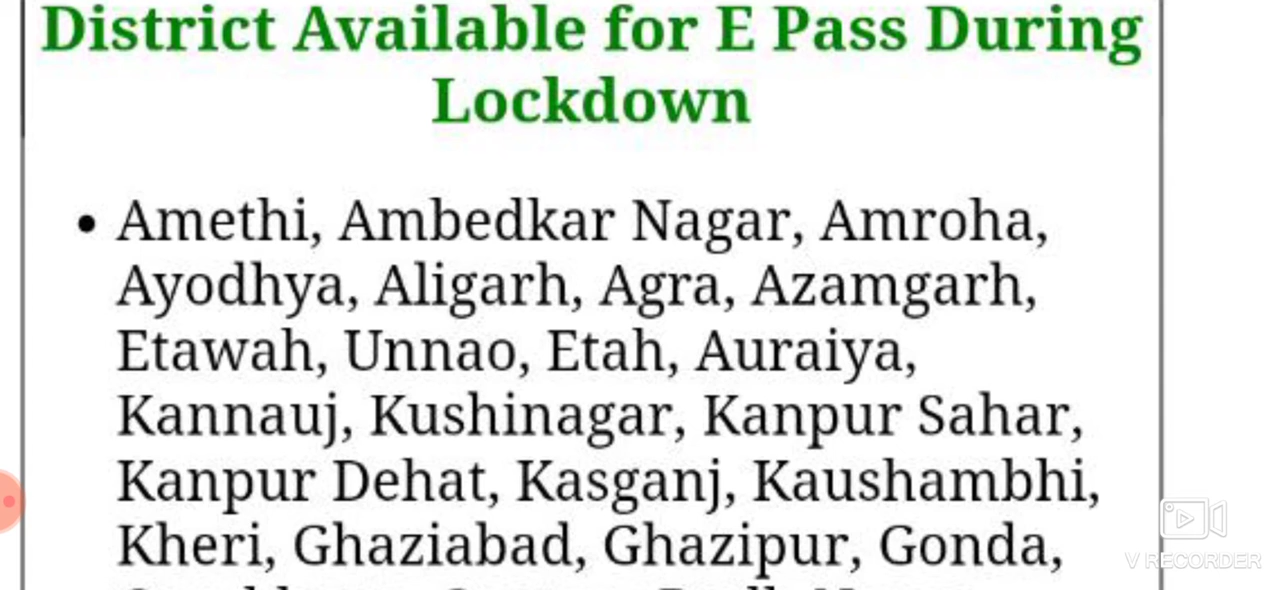 District Available for E Pass During
Lockdown
• Amethi, Ambedkar Nagar, Amroha,
Ayodhya, Aligarh, Agra, Azamgarh,
Etawah, Unnao, Etah, Auraiya,
Kannauj, Kushinagar, Kanpur Sahar,
Kanpur Dehat, Kasganj, Kaushambhi,
Kheri, Ghaziabad, Ghazipur, Gonda,
V RECORDER